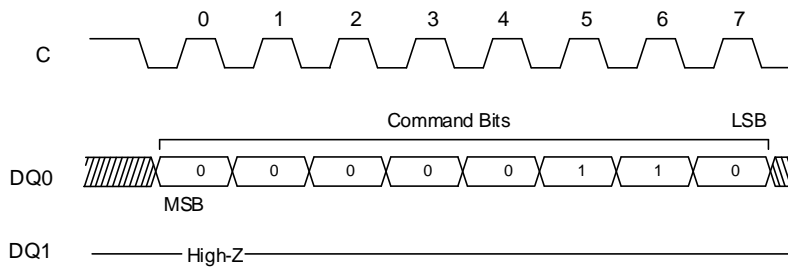 0 1 2 3 4 5 6 7
C
Command Bits LSB
DQ0 0 0 0 0 0 1 1 0
MSB
DQ1 High-Z